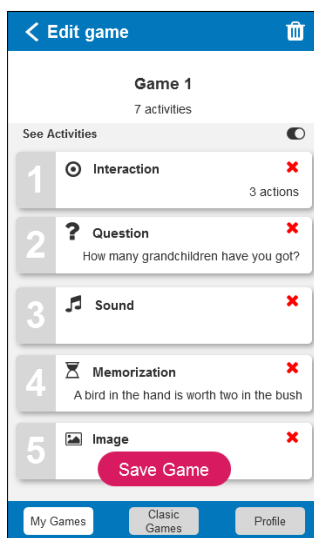 Edit game
Game 1
7 activities
See Activities
1
Interaction
3 actions
2
Question
How many grandchildren have you got?
3
Sound
4
Memorization
A bird in the hand is worth two in the bush
5
Image
Save Game
My Games
Clasic
Games
Profile